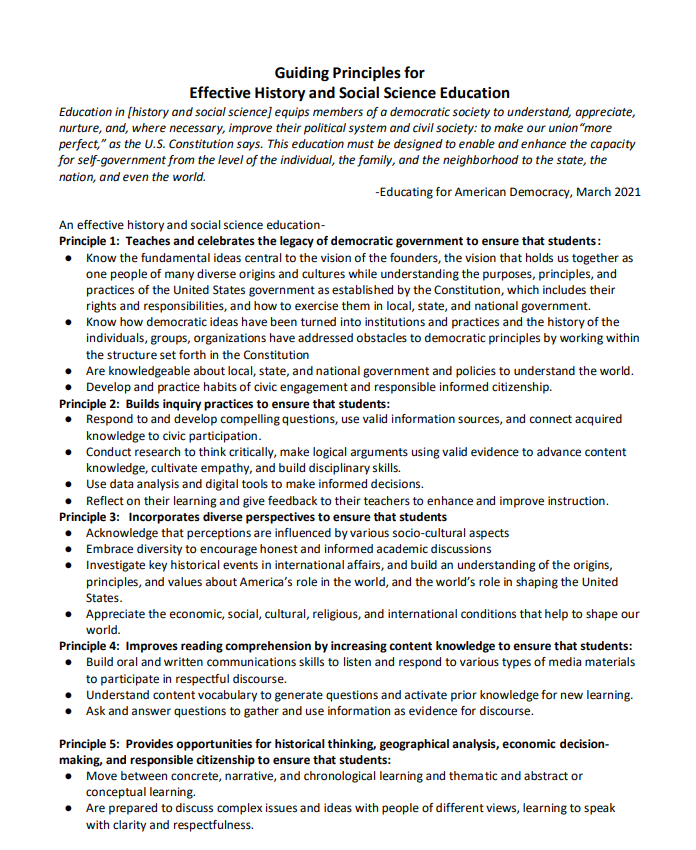 Guiding Principles for
Effective History and Social Science Education
Education in [history and social science] equips members of a democratic society to understand, appreciate,
nurture, and, where necessary, improve their political system and civil society: to make our union“more
perfect,” as the U.S. Constitution says. This education must be designed to enable and enhance the capacity
for self-government from the level of the individual, the family, and the neighborhood to the state, the
nation, and even the world.
-Educating for American Democracy, March 2021
An effective history and social science education-
Principle 1: Teaches and celebrates the legacy of democratic government to ensure that students:
● Know the fundamental ideas central to the vision of the founders, the vision that holds us together as
one people of many diverse origins and cultures while understanding the purposes, principles, and
practices of the United States government as established by the Constitution, which includes their
rights and responsibilities, and how to exercise them in local, state, and national government.
● Know how democratic ideas have been turned into institutions and practices and the history of the
individuals, groups, organizations have addressed obstacles to democratic principles by working within
the structure set forth in the Constitution
● Are knowledgeable about local, state, and national government and policies to understand the world.
● Develop and practice habits of civic engagement and responsible informed citizenship.
Principle 2: Builds inquiry practices to ensure that students:
● Respond to and develop compelling questions, use valid information sources, and connect acquired
knowledge to civic participation.
● Conduct research to think critically, make logical arguments using valid evidence to advance content
knowledge, cultivate empathy, and build disciplinary skills.
● Use data analysis and digital tools to make informed decisions.
● Reflect on their learning and give feedback to their teachers to enhance and improve instruction.
Principle 3: Incorporates diverse perspectives to ensure that students
● Acknowledge that perceptions are influenced by various socio-cultural aspects
● Embrace diversity to encourage honest and informed academic discussions
● Investigate key historical events in international affairs, and build an understanding of the origins,
principles, and values about America’s role in the world, and the world’s role in shaping the United
States.
● Appreciate the economic, social, cultural, religious, and international conditions that help to shape our
world.
Principle 4: Improves reading comprehension by increasing content knowledge to ensure that students:
● Build oral and written communications skills to listen and respond to various types of media materials
to participate in respectful discourse.
● Understand content vocabulary to generate questions and activate prior knowledge for new learning.
● Ask and answer questions to gather and use information as evidence for discourse.
Principle 5: Provides opportunities for historical thinking, geographical analysis, economic decision-
making, and responsible citizenship to ensure that students:
● Move between concrete, narrative, and chronological learning and thematic and abstract or
conceptual learning.
● Are prepared to discuss complex issues and ideas with people of different views, learning to speak
with clarity and respectfulness.